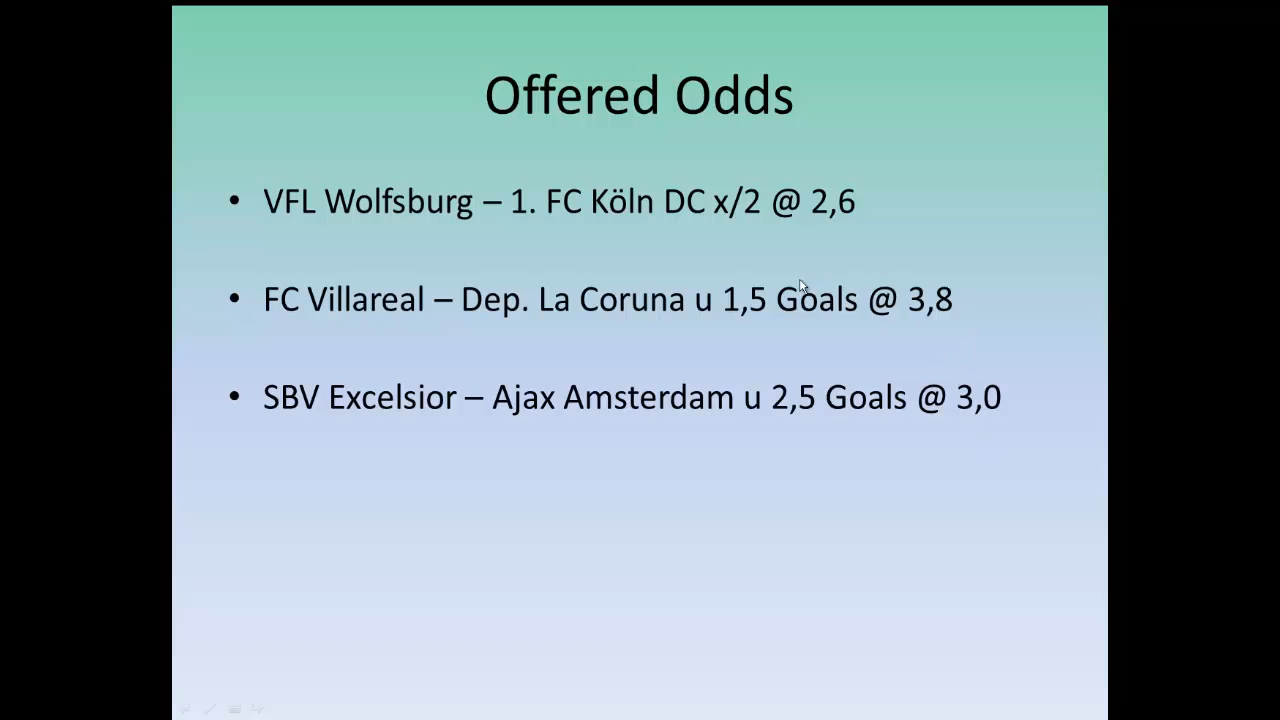 Offered Odds
• VFL Wolfsburg – 1. FC Köln DC x/2 @ 2,6
• FC Villareal – Dep. La Coruna u 1,5 Goals @ 3,8
• SBV Excelsior – Ajax Amsterdam u 2,5 Goals @ 3,0